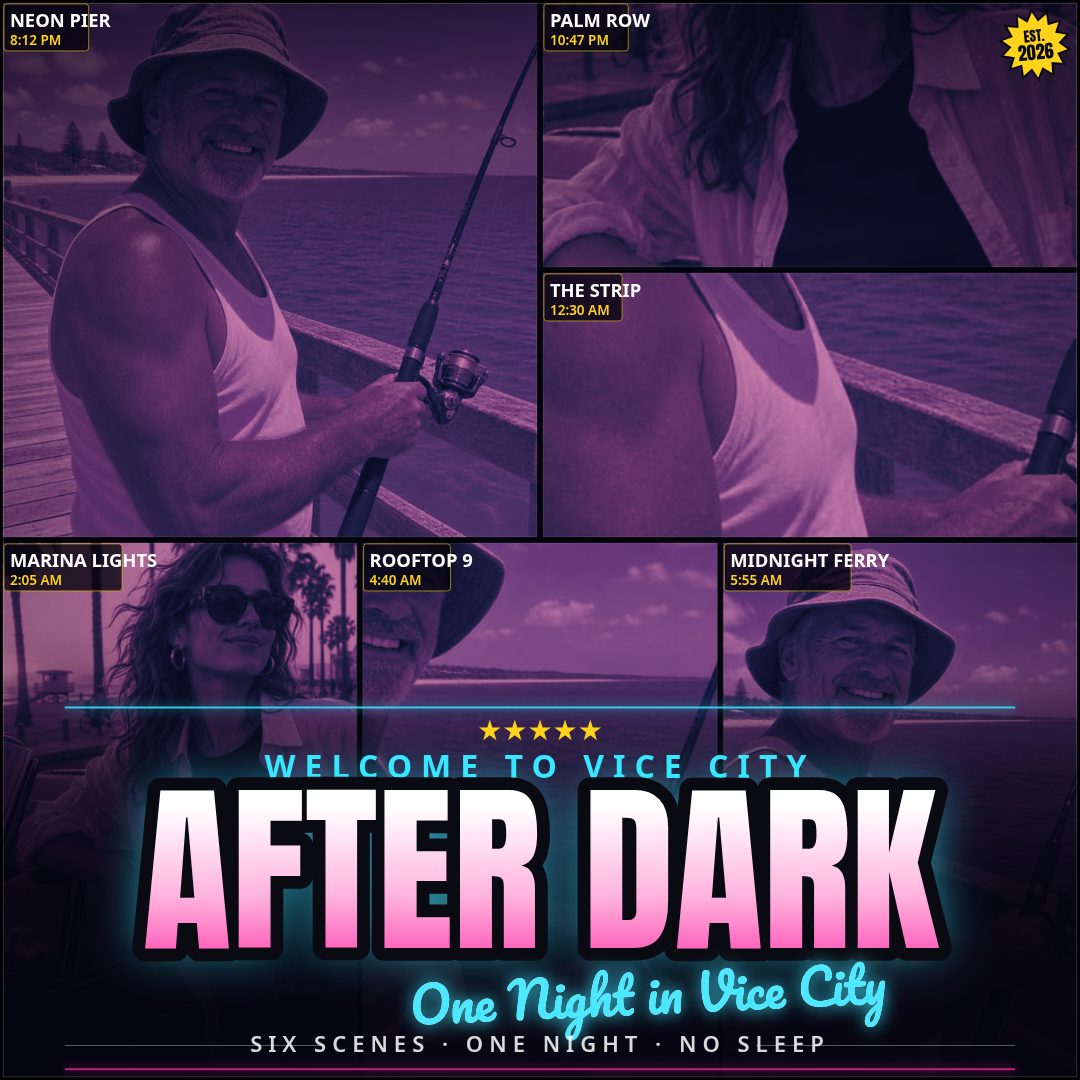 NEON PIER
8:12 PM
PALM ROW
10:47 PM
EST.
2026
THE STRIP
12:30 AM
MARINA LIGHTS
2:05 AM
ROOFTOP 9
4:40 AM
MIDNIGHT FERRY
5:55 AM
★★★★★
WELCOME TO VICE CITY
AFTER DARK
One Night in Vice City
SIX SCENES · ONE NIGHT · NO SLEEP